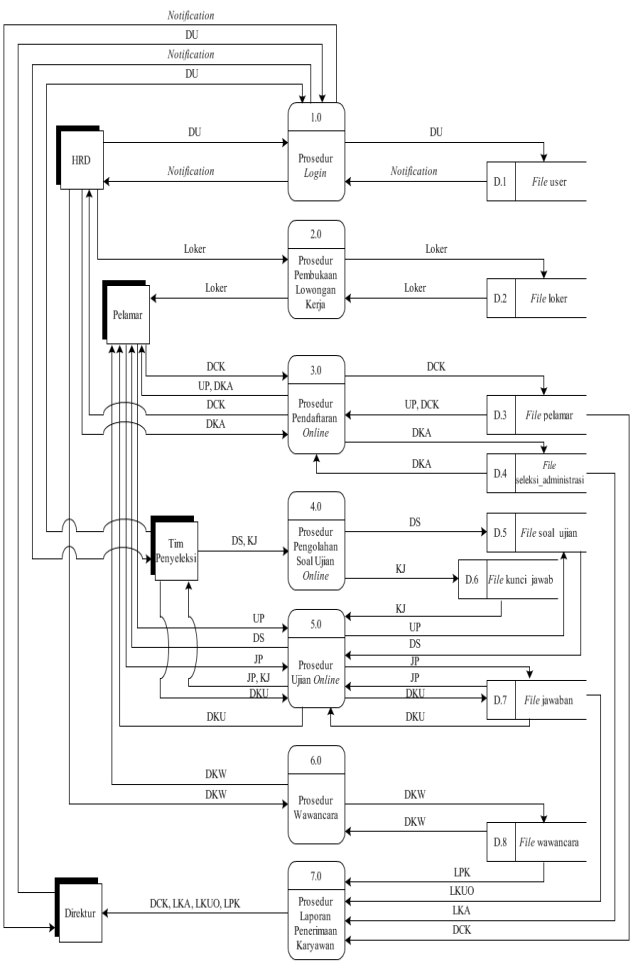 Notification
DU
Notification
DU
1.0
Prosedur
Login
HRD
DU
Notification
DU
Notification
D.1
File user
2.0
Prosedur
Pembukaan
Lowongan
Kerja
Loker
Loker
Loker
Loker
D.2
File loker
Pelamar
3.0
Prosedur
Pendaftaran
Online
DCK
UP, DKA
DCK
DKA
DCK
UP, DCK
DKA
DKA
D.3
File pelamar
D.4
File
seleksi_administrasi
4.0
Prosedur
Pengolahan
Soal Ujian
Online
Tim
Penyeleksi
DS, KJ
DS
KJ
D.5
File soal ujian
D.6
File kunci jawab
5.0
Prosedur
Ujian Online
UP
DS
JP
JP, KJ
DKU
DKU
KJ
UP
DS
JP
JP
DKU
DKU
D.7
File jawaban
6.0
Prosedur
Wawancara
DKW
DKW
DKW
DKW
D.8
File wawancara
7.0
Prosedur
Laporan
Penerimaan
Karyawan
Direktur
DCK, LKA, LKUO, LPK
LPK
LKUO
LKA
DCK